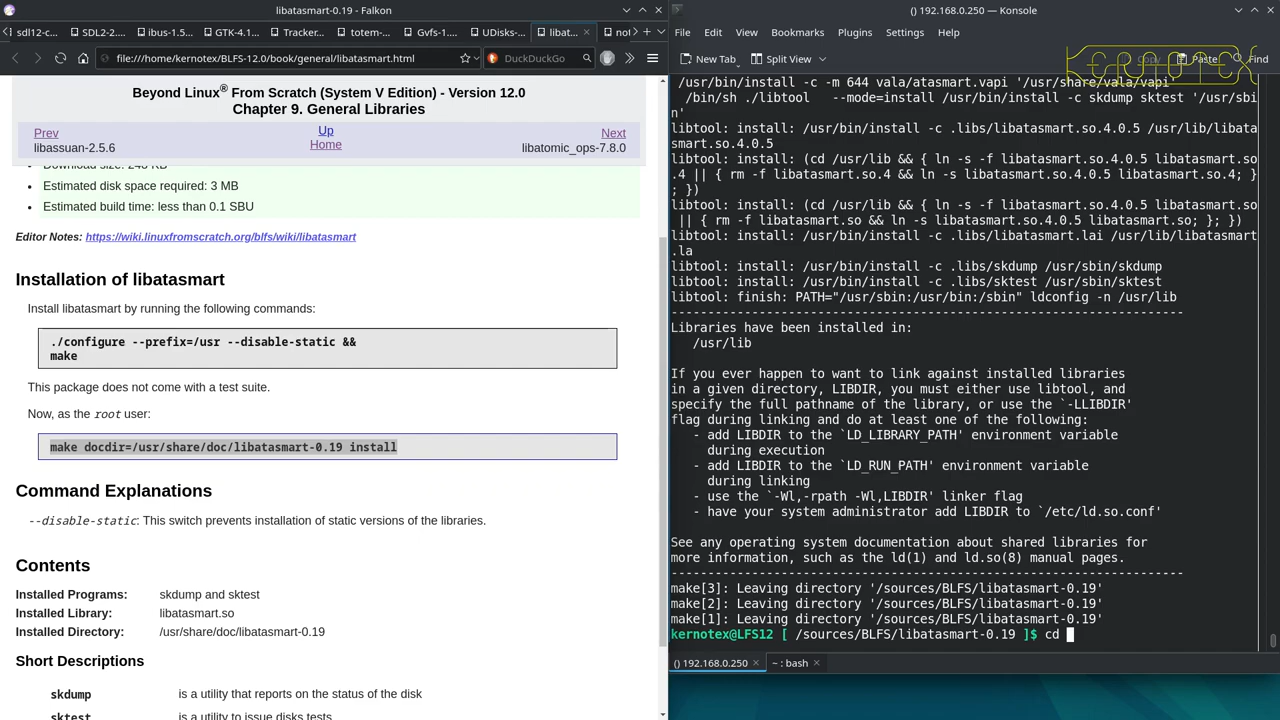 libatasmart-0.19 - Falkon
sdl12-c...
SDL2-2....
ibus-1.5...
GTK-4.1...
Tracker...
totem-...
Gvfs-1....
UDisks-...
libat...
not
file:///home/kernotex/BLFS-12.0/book/general/libatasmart.html
DuckDuckGo
Beyond Linux® From Scratch (System V Edition) - Version 12.0
Chapter 9. General Libraries
Prev
Up
Next
libassuan-2.5.6
Home
libatomic_ops-7.8.0
Download size: 248 KB
Estimated disk space required: 3 MB
Estimated build time: less than 0.1 SBU
Editor Notes: https://wiki.linuxfromscratch.org/blfs/wiki/libatasmart
Installation of libatasmart
Install libatasmart by running the following commands:
./configure --prefix=/usr --disable-static &&
make
This package does not come with a test suite.
Now, as the root user:
make docdir=/usr/share/doc/libatasmart-0.19 install
Command Explanations
--disable-static: This switch prevents installation of static versions of the libraries.
Contents
Installed Programs: skdump and sktest
Installed Library: libatasmart.so
Installed Directory: /usr/share/doc/libatasmart-0.19
Short Descriptions
skdump is a utility that reports on the status of the disk
sktest is a utility to issue disks tests
() 192.168.0.250 — Konsole
File Edit View Bookmarks Plugins Settings Help
New Tab Split View Copy Paste Find
KERNOTEX
/usr/bin/install -c -m 644 vala/atasmart.vapi '/usr/share/vala/vapi'
/bin/sh ./libtool --mode=install /usr/bin/install -c skdump sktest '/usr/sbi
n'
libtool: install: /usr/bin/install -c .libs/libatasmart.so.4.0.5 /usr/lib/libata
smart.so.4.0.5
libtool: install: (cd /usr/lib && { ln -s -f libatasmart.so.4.0.5 libatasmart.so
.4 || { rm -f libatasmart.so.4 && ln -s libatasmart.so.4.0.5 libatasmart.so.4; }
; })
libtool: install: (cd /usr/lib && { ln -s -f libatasmart.so.4.0.5 libatasmart.so
|| { rm -f libatasmart.so && ln -s libatasmart.so.4.0.5 libatasmart.so; }; })
libtool: install: /usr/bin/install -c .libs/libatasmart.lai /usr/lib/libatasmart
.la
libtool: install: /usr/bin/install -c .libs/skdump /usr/sbin/skdump
libtool: install: /usr/bin/install -c .libs/sktest /usr/sbin/sktest
libtool: finish: PATH="/usr/sbin:/usr/bin:/sbin" ldconfig -n /usr/lib
----------------------------------------------------------------------
Libraries have been installed in:
/usr/lib
If you ever happen to want to link against installed libraries
in a given directory, LIBDIR, you must either use libtool, and
specify the full pathname of the library, or use the `-LLIBDIR'
flag during linking and do at least one of the following:
- add LIBDIR to the `LD_LIBRARY_PATH' environment variable
during execution
- add LIBDIR to the `LD_RUN_PATH' environment variable
during linking
- use the `-Wl,-rpath -Wl,LIBDIR' linker flag
- have your system administrator add LIBDIR to `/etc/ld.so.conf'
See any operating system documentation about shared libraries for
more information, such as the ld(1) and ld.so(8) manual pages.
----------------------------------------------------------------------
make[3]: Leaving directory '/sources/BLFS/libatasmart-0.19'
make[2]: Leaving directory '/sources/BLFS/libatasmart-0.19'
make[1]: Leaving directory '/sources/BLFS/libatasmart-0.19'
kernotex@LFS12 [ /sources/BLFS/libatasmart-0.19 ]$ cd
() 192.168.0.250
~ : bash